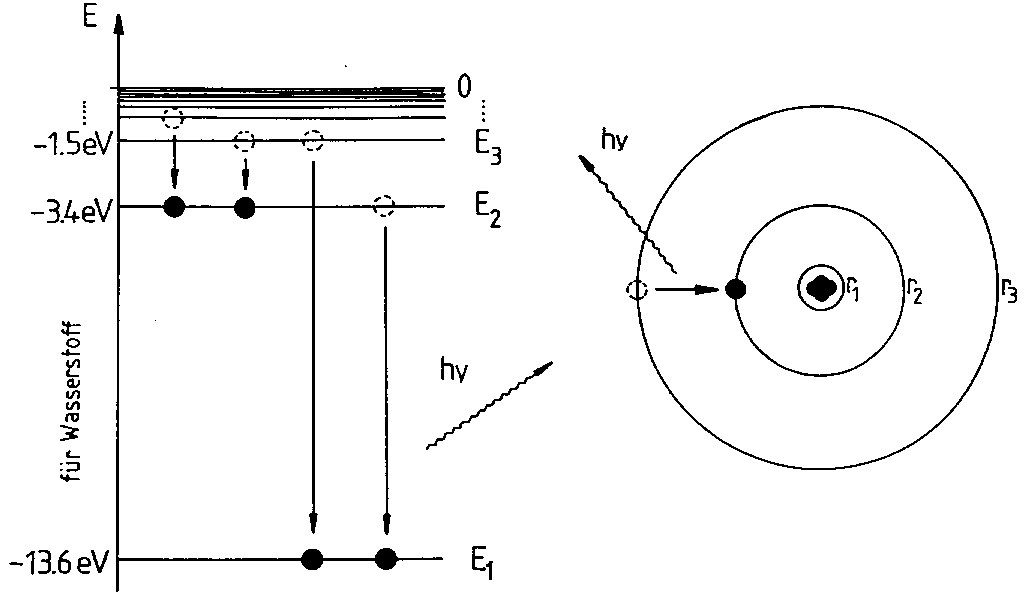 E
0
-1.5eV
E3
-3.4eV
E2
hν
r1
r2
r3
hν
für Wasserstoff
-13.6 eV
E1